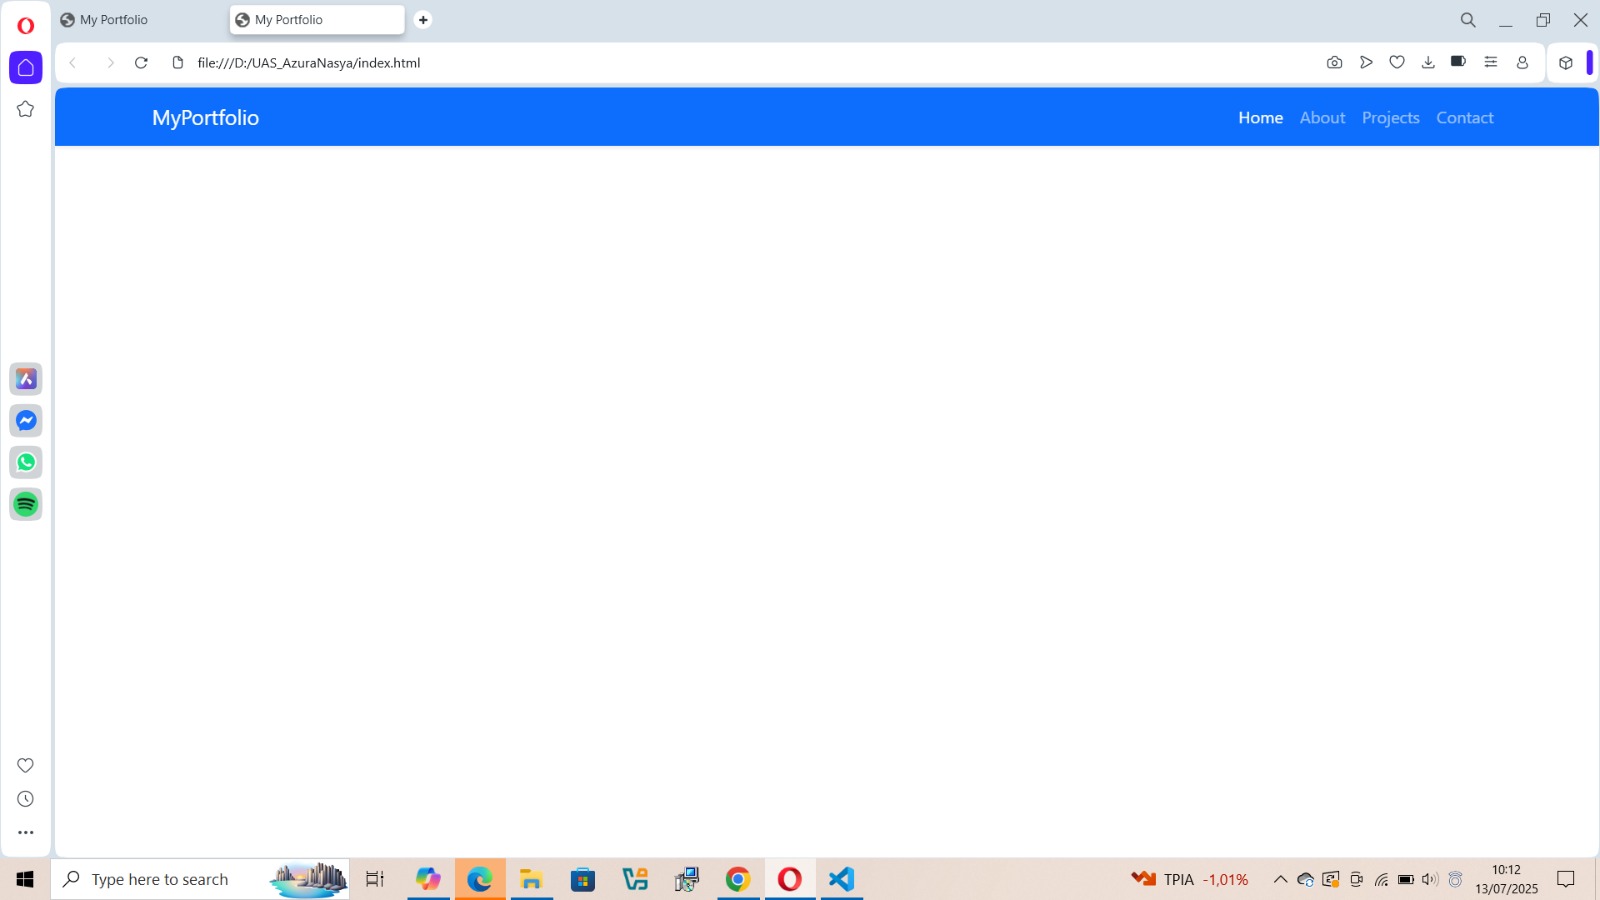 My Portfolio
My Portfolio
file:///D:/UAS_AzuraNasya/index.html
MyPortfolio
Home About Projects Contact
Type here to search
TPIA -1,01%
10:12
13/07/2025